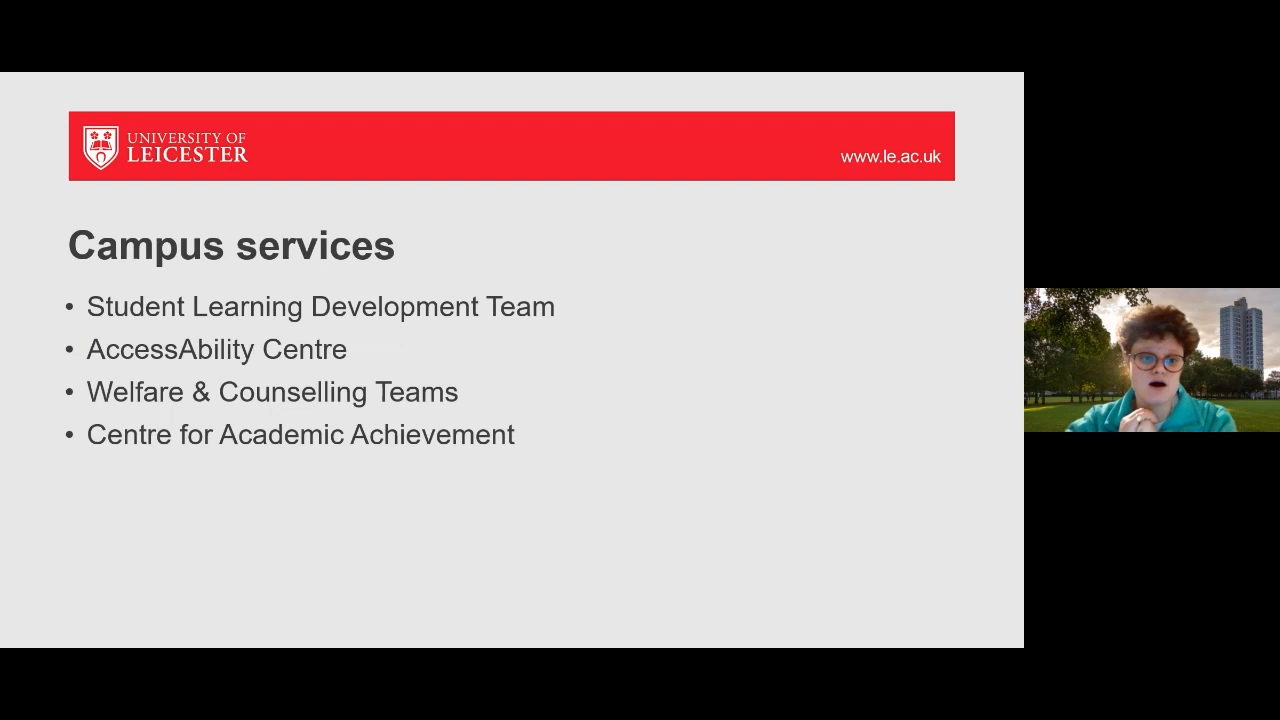 UNIVERSITY OF
LEICESTER
www.le.ac.uk
Campus services
• Student Learning Development Team
• AccessAbility Centre
• Welfare & Counselling Teams
• Centre for Academic Achievement